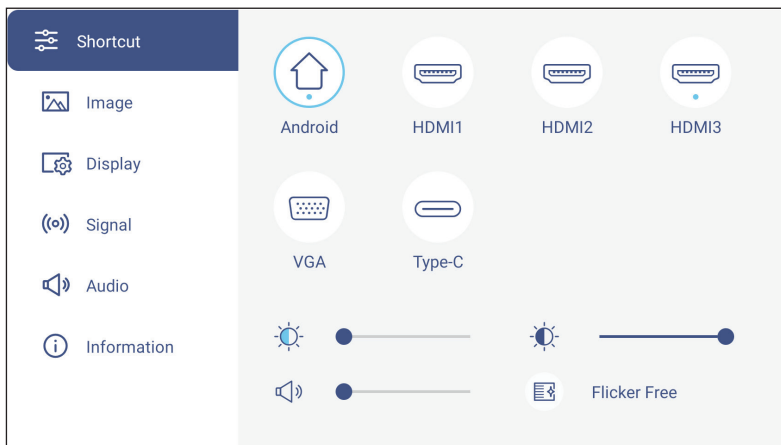 Shortcut
Image
Display
Signal
Audio
Information
Android HDMI1 HDMI2 HDMI3
VGA Type-C
Flicker Free